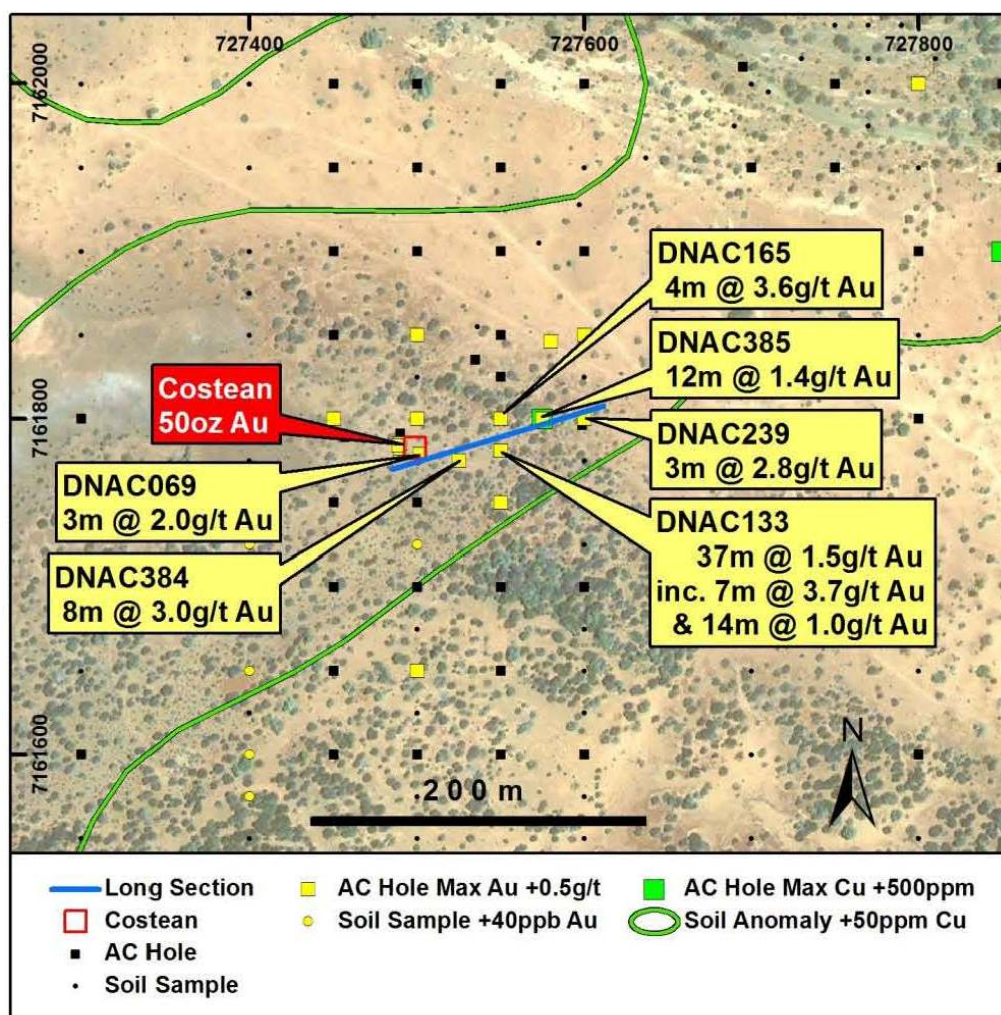 727400
727600
727800
7162000
7161800
7161600
DNAC165
4m @ 3.6g/t Au
DNAC385
12m @ 1.4g/t Au
Costean
50oz Au
DNAC239
3m @ 2.8g/t Au
DNAC069
3m @ 2.0g/t Au
DNAC133
37m @ 1.5g/t Au
inc. 7m @ 3.7g/t Au
& 14m @ 1.0g/t Au
DNAC384
8m @ 3.0g/t Au
N
200 m
Long Section
AC Hole Max Au +0.5g/t
AC Hole Max Cu +500ppm
Costean
Soil Sample +40ppb Au
Soil Anomaly +50ppm Cu
AC Hole
Soil Sample